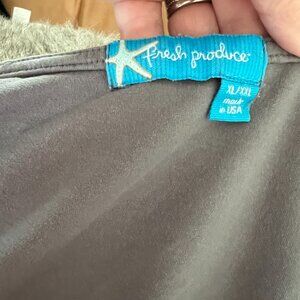 Fresh produce
XL/XXL
made
in USA